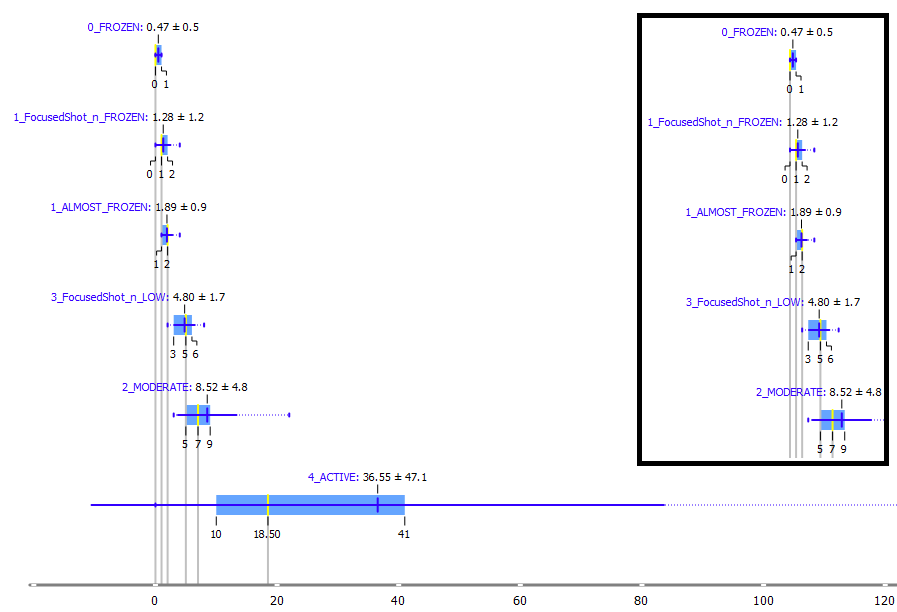 0_FROZEN: 0.47 ± 0.5
0 1
1_FocusedShot_n_FROZEN: 1.28 ± 1.2
0 1 2
1_ALMOST_FROZEN: 1.89 ± 0.9
1 2
3_FocusedShot_n_LOW: 4.80 ± 1.7
3 5 6
2_MODERATE: 8.52 ± 4.8
5 7 9
4_ACTIVE: 36.55 ± 47.1
10 18.50 41
0 20 40 60 80 100 120
0_FROZEN: 0.47 ± 0.5
0 1
1_FocusedShot_n_FROZEN: 1.28 ± 1.2
0 1 2
1_ALMOST_FROZEN: 1.89 ± 0.9
1 2
3_FocusedShot_n_LOW: 4.80 ± 1.7
3 5 6
2_MODERATE: 8.52 ± 4.8
5 7 9